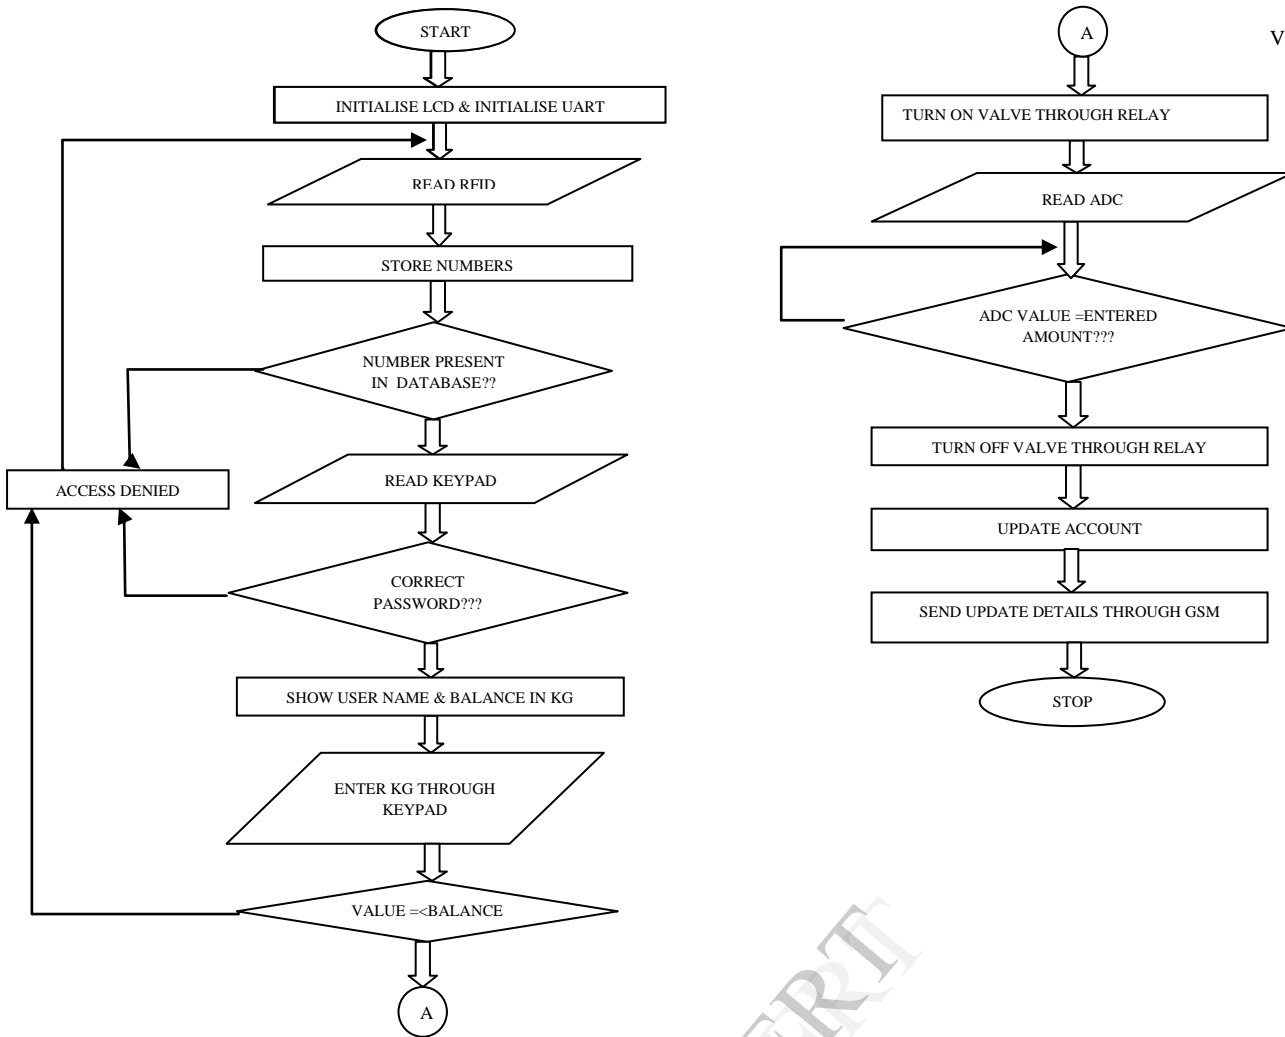 START
INITIALISE LCD & INITIALISE UART
READ RFID
STORE NUMBERS
NUMBER PRESENT
IN DATABASE??
READ KEYPAD
ACCESS DENIED
CORRECT
PASSWORD???
SHOW USER NAME & BALANCE IN KG
ENTER KG THROUGH
KEYPAD
VALUE =<BALANCE
A
A
TURN ON VALVE THROUGH RELAY
READ ADC
ADC VALUE =ENTERED
AMOUNT???
TURN OFF VALVE THROUGH RELAY
UPDATE ACCOUNT
SEND UPDATE DETAILS THROUGH GSM
STOP
V
ERT